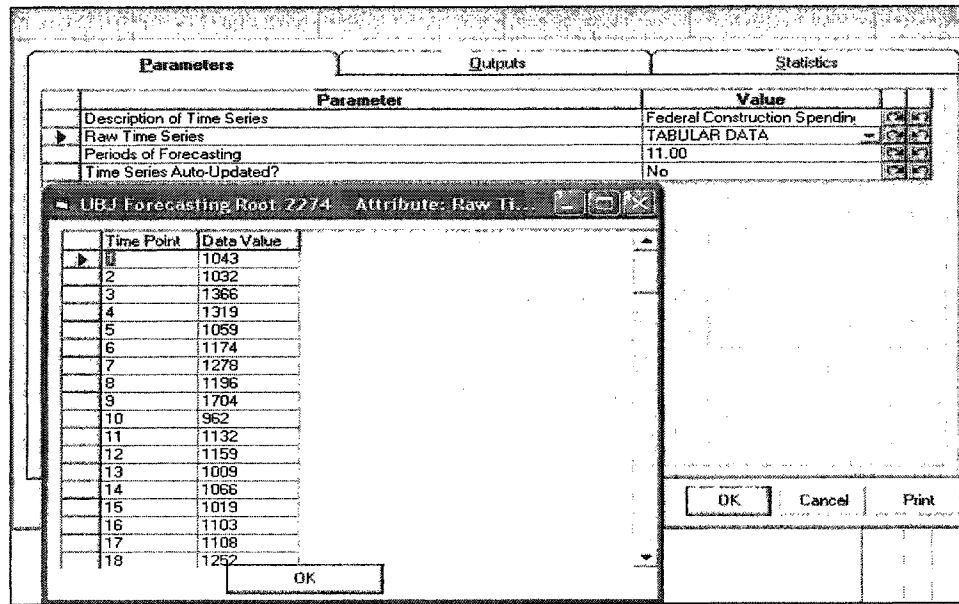 Parameters Outputs Statistics
Parameter Value
Description of Time Series Federal Construction Spending
Raw Time Series TABULAR DATA
Periods of Forecasting 11.00
Time Series Auto-Updated? No
UBJ Forecasting Root_2274 Attribute: Raw Ti...
Time Point Data Value
1 1043
2 1032
3 1366
4 1319
5 1059
6 1174
7 1278
8 1196
9 1704
10 962
11 1132
12 1159
13 1009
14 1066
15 1019
16 1103
17 1108
18 1252
OK
OK Cancel Print